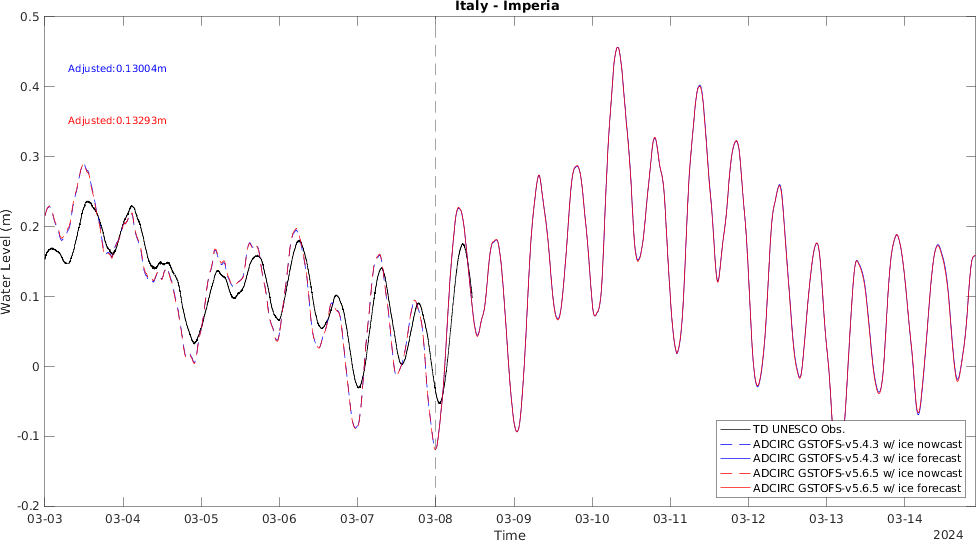 Italy - Imperia
0.5
0.4
0.3
0.2
0.1
0
-0.1
-0.2
Water Level (m)
Adjusted:0.13004m
Adjusted:0.13293m
TD UNESCO Obs.
ADCIRC GSTOFS-v5.4.3 w/ ice nowcast
ADCIRC GSTOFS-v5.4.3 w/ ice forecast
ADCIRC GSTOFS-v5.6.5 w/ ice nowcast
ADCIRC GSTOFS-v5.6.5 w/ ice forecast
03-03 03-04 03-05 03-06 03-07 03-08 03-09 03-10 03-11 03-12 03-13 03-14
Time
2024